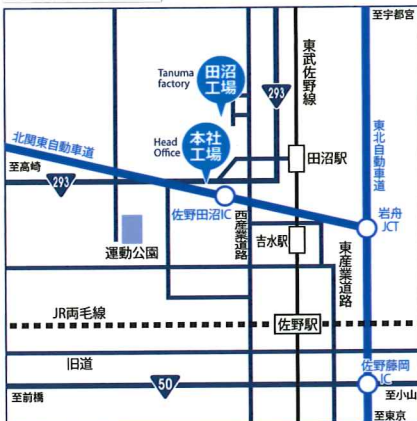 至宇都宮
Tanuma
factory
田沼
工場
293
東武佐野線
東北自動車道
北関東自動車道
Head
Office
本社
工場
田沼駅
至高崎
293
佐野田沼IC
岩舟
JCT
西産業道路
吉水駅
東産業道路
運動公園
JR両毛線
佐野駅
旧道
佐野藤岡
IC
50
至前橋
至小山
至東京